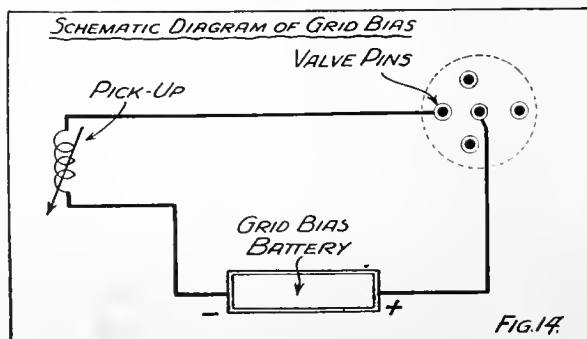 SCHEMATIC DIAGRAM OF GRID BIAS
VALVE PINS
PICK-UP
GRID BIAS
BATTERY
- +
FIG.14.